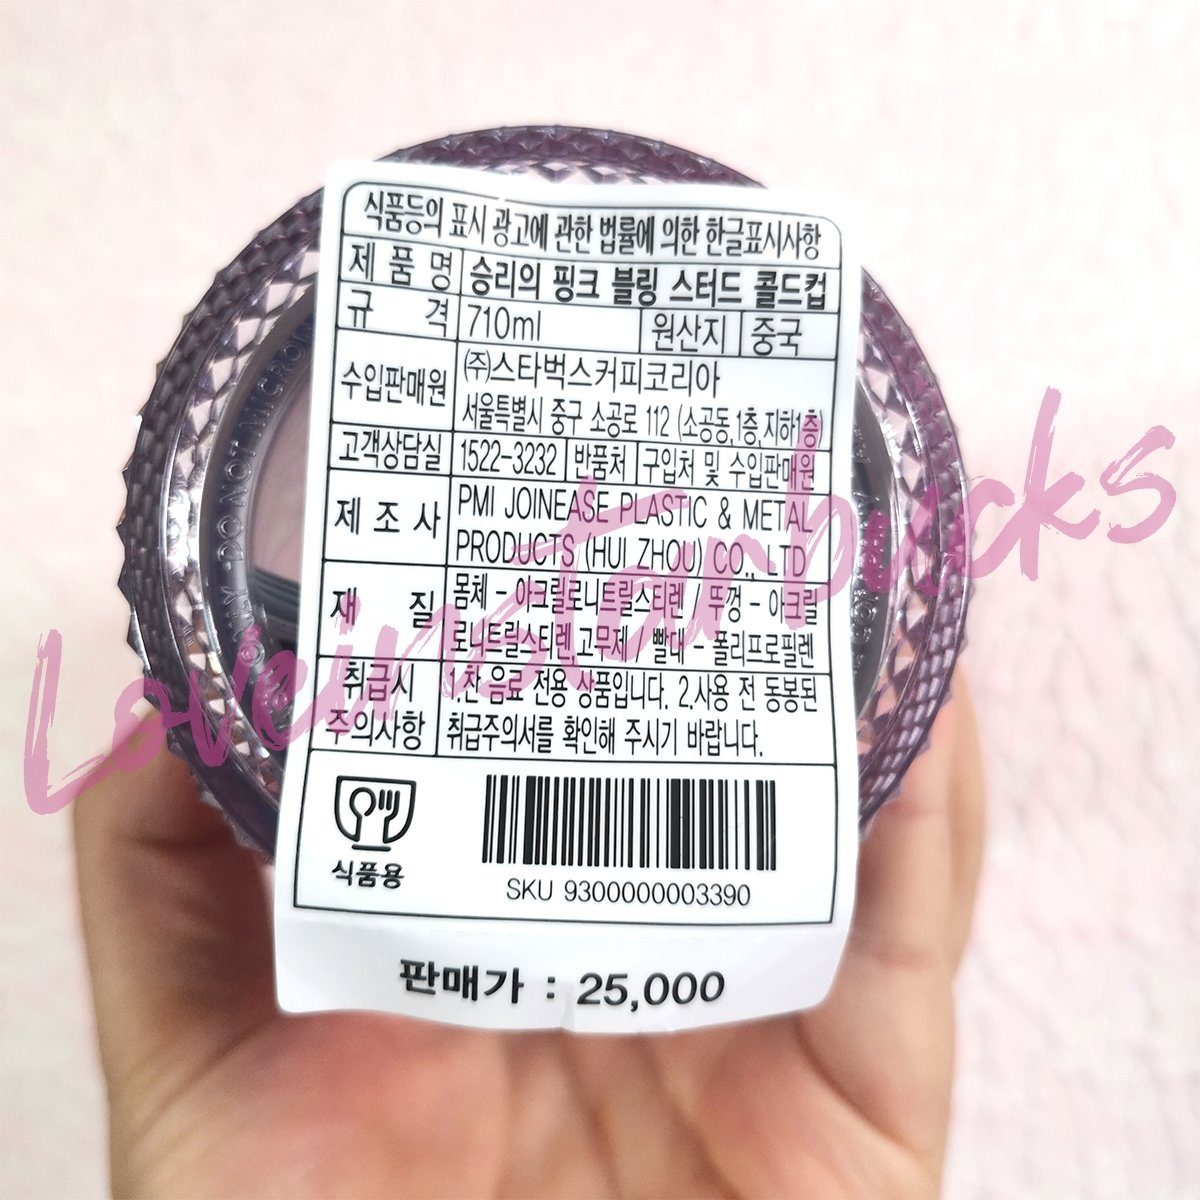 식품등의 표시 광고에 관한 법률에 의한 한글표시사항
제 품 명 승리의 핑크 블링 스터드 콜드컵
규 격 710ml 원산지 중국
수입판매원 ㈜스타벅스커피코리아
서울특별시 중구 소공로 112 (소공동,1층,지하1층)
고객상담실 1522-3232 반품처 구입처 및 수입판매원
제 조 사 PMI JOINEASE PLASTIC & METAL
PRODUCTS (HUI ZHOU) CO., LTD
재 질 몸체 - 아크릴로니트릴스티렌 / 뚜껑 - 아크릴
로니트릴스티렌 고무제 / 빨대 - 폴리프로필렌
취급시 1.찬 음료 전용 상품입니다. 2.사용 전 동봉된
주의사항 취급주의서를 확인해 주시기 바랍니다.
식품용
SKU 9300000003390
판매가 : 25,000
DO NOT MICRO
Loveinstarbucks